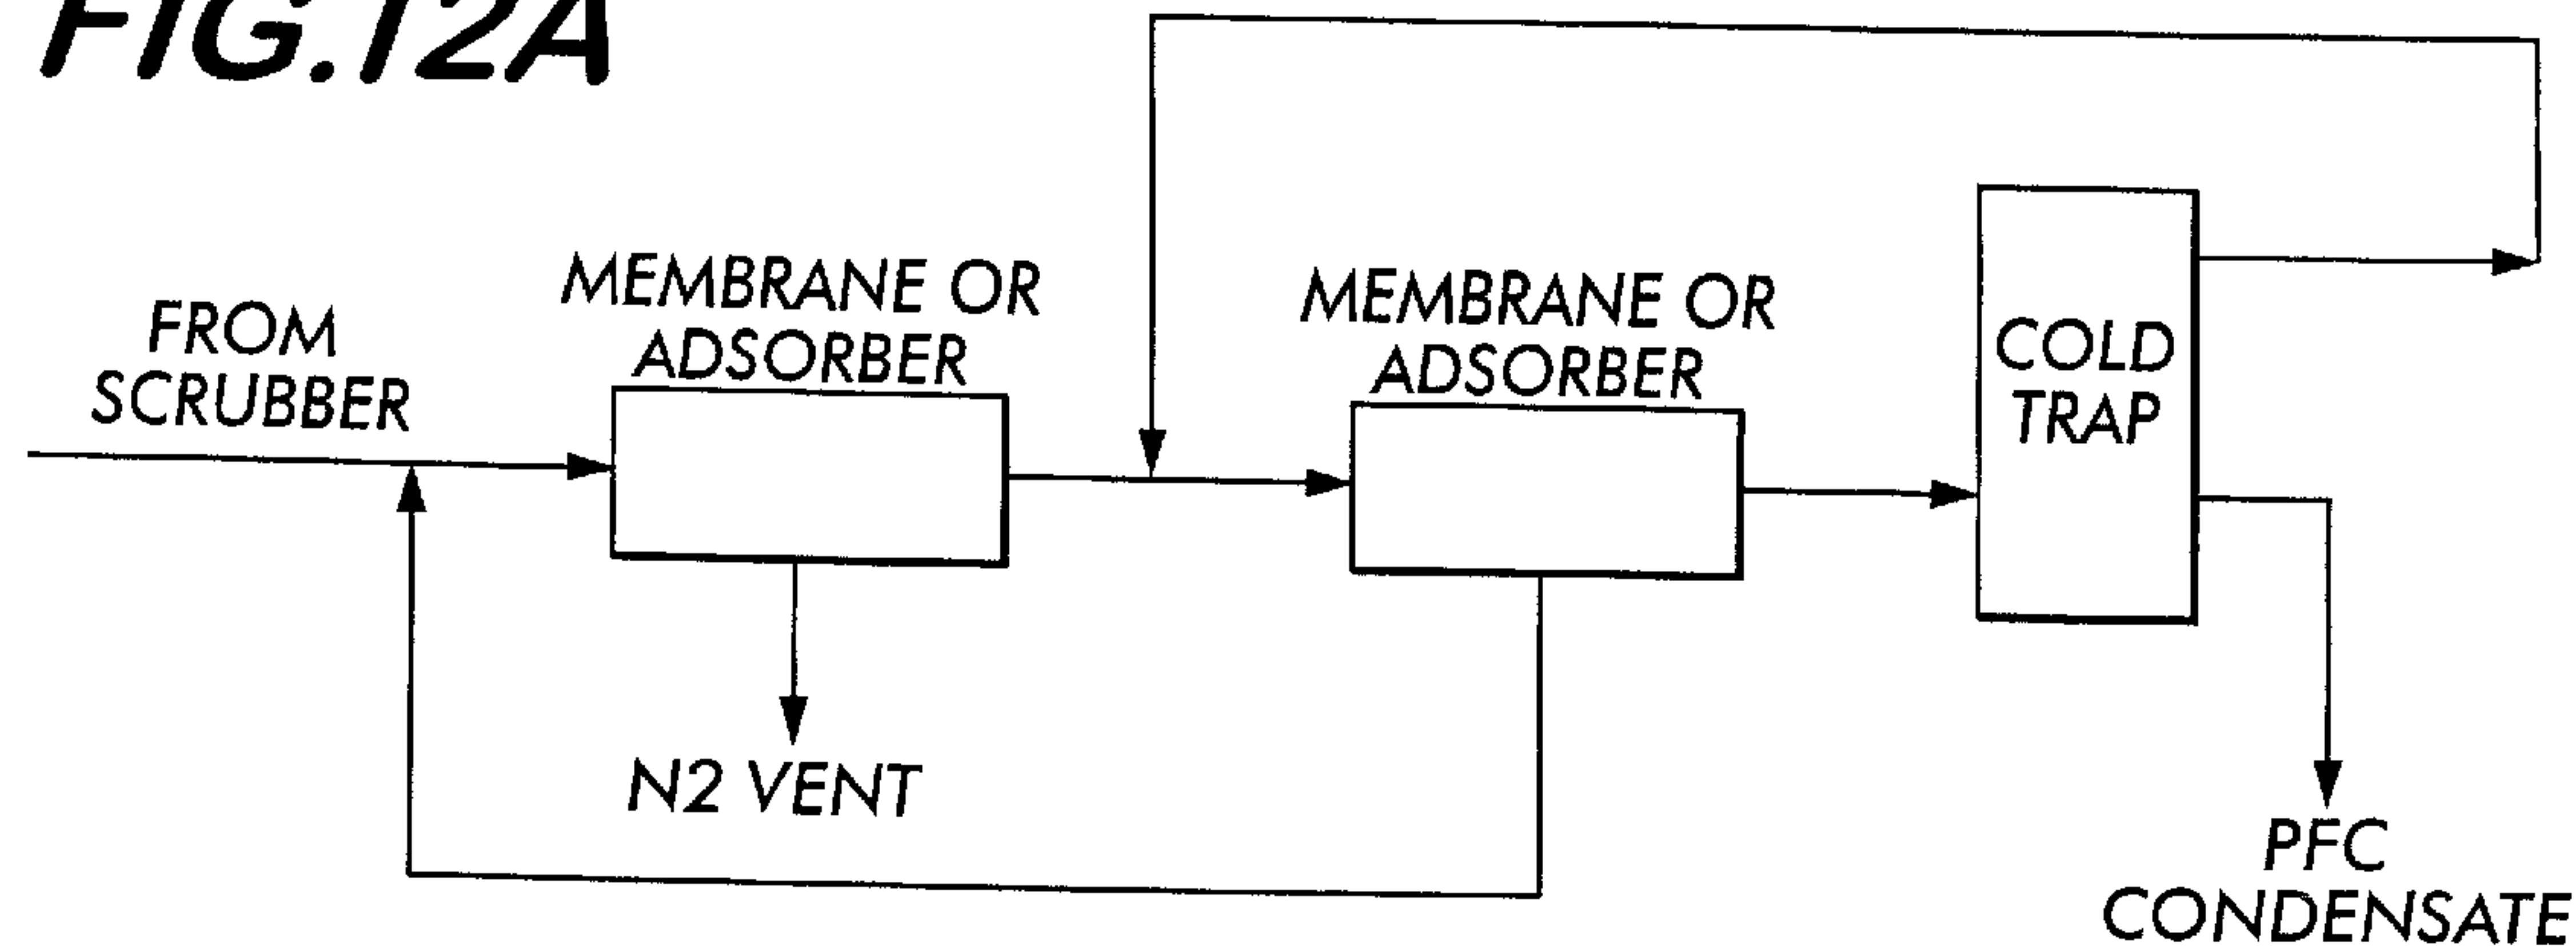 FIG.12A
FROM
SCRUBBER
MEMBRANE OR
ADSORBER
MEMBRANE OR
ADSORBER
COLD
TRAP
N2 VENT
PFC
CONDENSATE